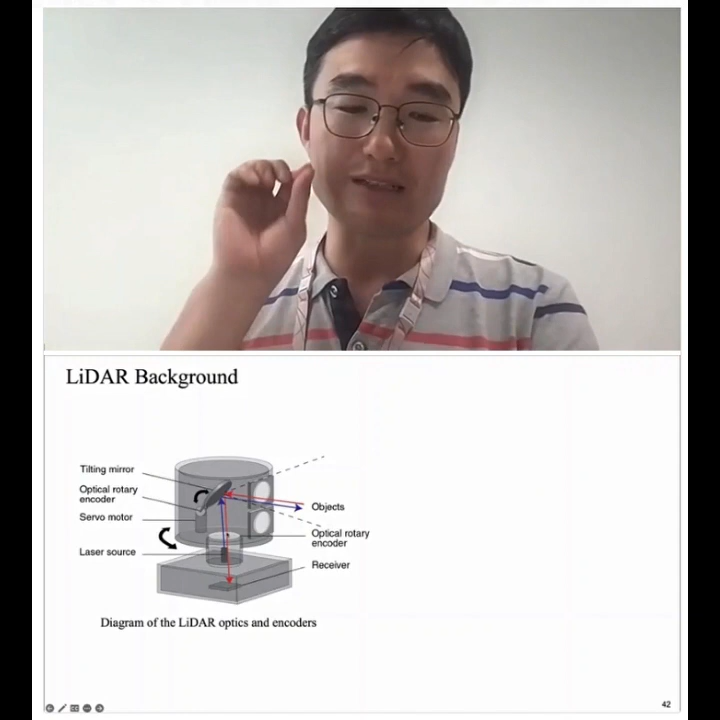 LiDAR Background
Tilting mirror
Optical rotary
encoder
Servo motor
Laser source
Objects
Optical rotary
encoder
Receiver
Diagram of the LiDAR optics and encoders
42